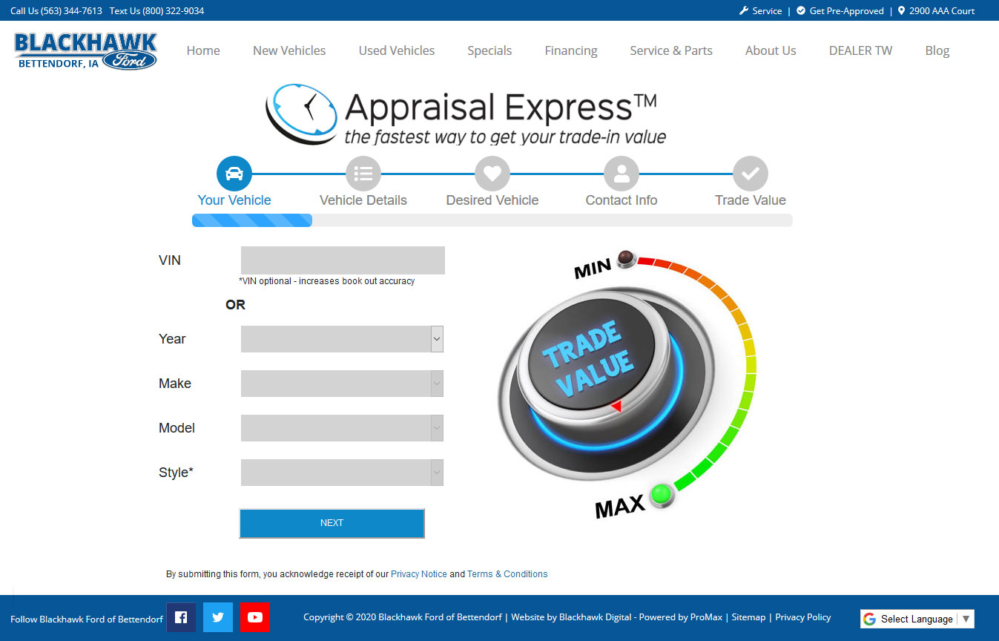 Call Us (563) 344-7613 Text Us (800) 322-9034 Service | Get Pre-Approved | 2900 AAA Court
BLACKHAWK
BETTENDORF, IA Ford
Home New Vehicles Used Vehicles Specials Financing Service & Parts About Us DEALER TW Blog
Appraisal Express™
the fastest way to get your trade-in value
Your Vehicle Vehicle Details Desired Vehicle Contact Info Trade Value
VIN
*VIN optional - increases book out accuracy
OR
Year
Make
Model
Style*
NEXT
MIN
TRADE
VALUE
MAX
By submitting this form, you acknowledge receipt of our Privacy Notice and Terms & Conditions
Follow Blackhawk Ford of Bettendorf Copyright © 2020 Blackhawk Ford of Bettendorf | Website by Blackhawk Digital - Powered by ProMax | Sitemap | Privacy Policy Select Language ▼